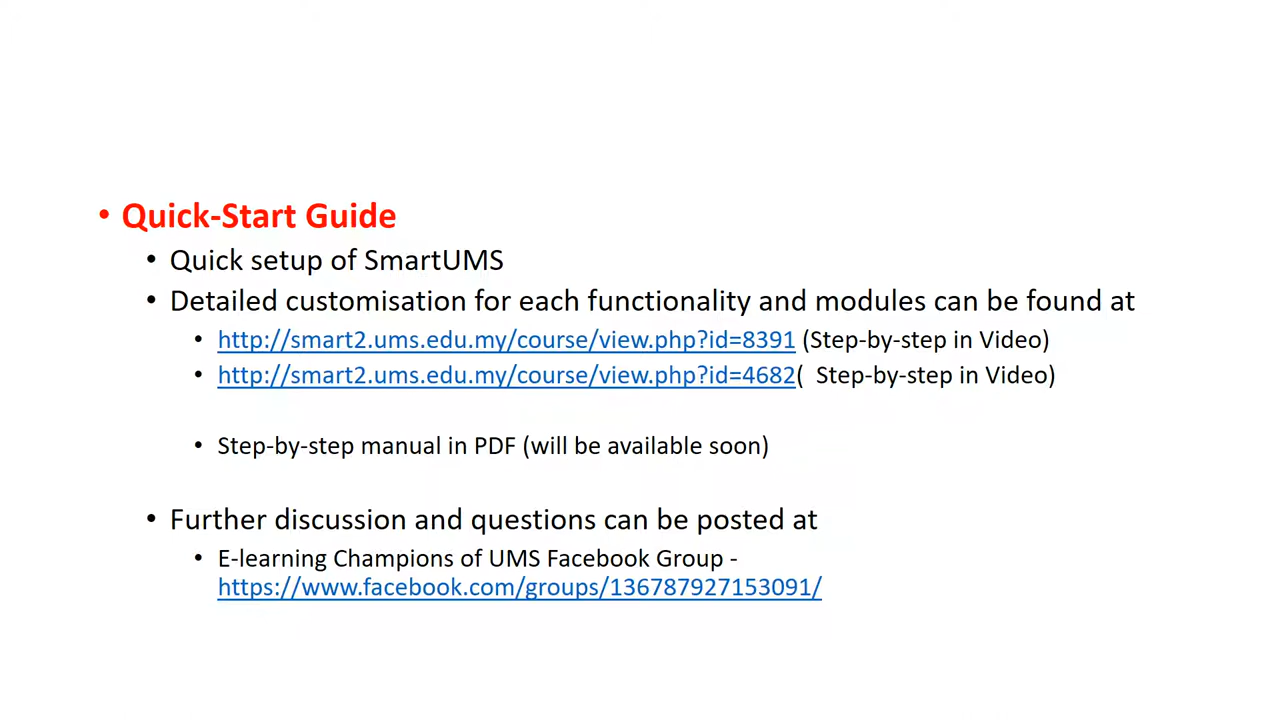 • Quick-Start Guide
• Quick setup of SmartUMS
• Detailed customisation for each functionality and modules can be found at
• http://smart2.ums.edu.my/course/view.php?id=8391 (Step-by-step in Video)
• http://smart2.ums.edu.my/course/view.php?id=4682( Step-by-step in Video)
• Step-by-step manual in PDF (will be available soon)
• Further discussion and questions can be posted at
• E-learning Champions of UMS Facebook Group -
https://www.facebook.com/groups/136787927153091/